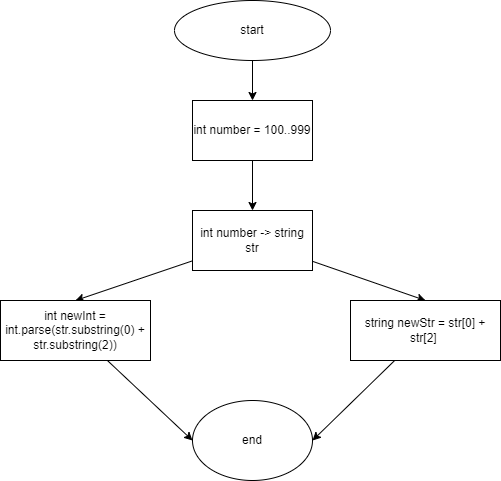 start
int number = 100..999
int number -> string
str
int newInt =
int.parse(str.substring(0) +
str.substring(2))
string newStr = str[0] +
str[2]
end